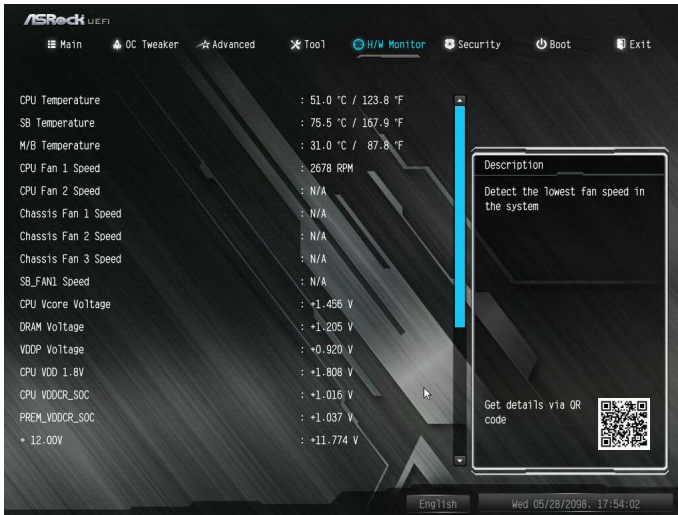 ASRock UEFI
Main OC Tweaker Advanced Tool H/W Monitor Security Boot Exit
CPU Temperature : 51.0 °C / 123.8 °F
SB Temperature : 75.5 °C / 167.9 °F
M/B Temperature : 31.0 °C / 87.8 °F
CPU Fan 1 Speed : 2678 RPM
CPU Fan 2 Speed : N/A
Chassis Fan 1 Speed : N/A
Chassis Fan 2 Speed : N/A
Chassis Fan 3 Speed : N/A
SB_FAN1 Speed : N/A
CPU Vcore Voltage : +1.456 V
DRAM Voltage : +1.205 V
VDDP Voltage : +0.920 V
CPU VDD 1.8V : +1.808 V
CPU VDDCR_SOC : +1.016 V
PREM_VDDCR_SOC : +1.037 V
+ 12.00V : +11.774 V
Description
Detect the lowest fan speed in
the system
Get details via QR
code
English Wed 05/28/2098, 17:54:02